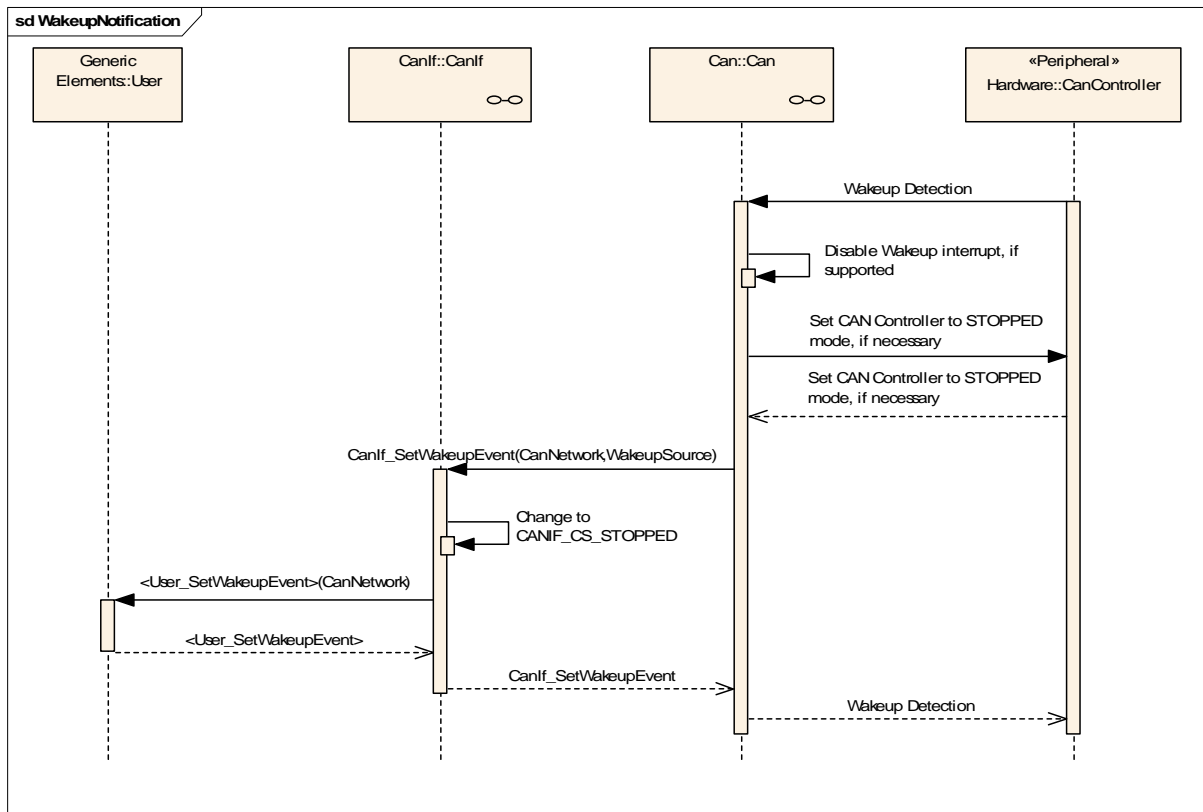 sd WakeupNotification
Generic
Elements::User
CanIf::CanIf
Can::Can
«Peripheral»
Hardware::CanController
Wakeup Detection
Disable Wakeup interrupt, if
supported
Set CAN Controller to STOPPED
mode, if necessary
Set CAN Controller to STOPPED
mode, if necessary
CanIf_SetWakeupEvent(CanNetwork,WakeupSource)
Change to
CANIF_CS_STOPPED
<User_SetWakeupEvent>(CanNetwork)
<User_SetWakeupEvent>
CanIf_SetWakeupEvent
Wakeup Detection